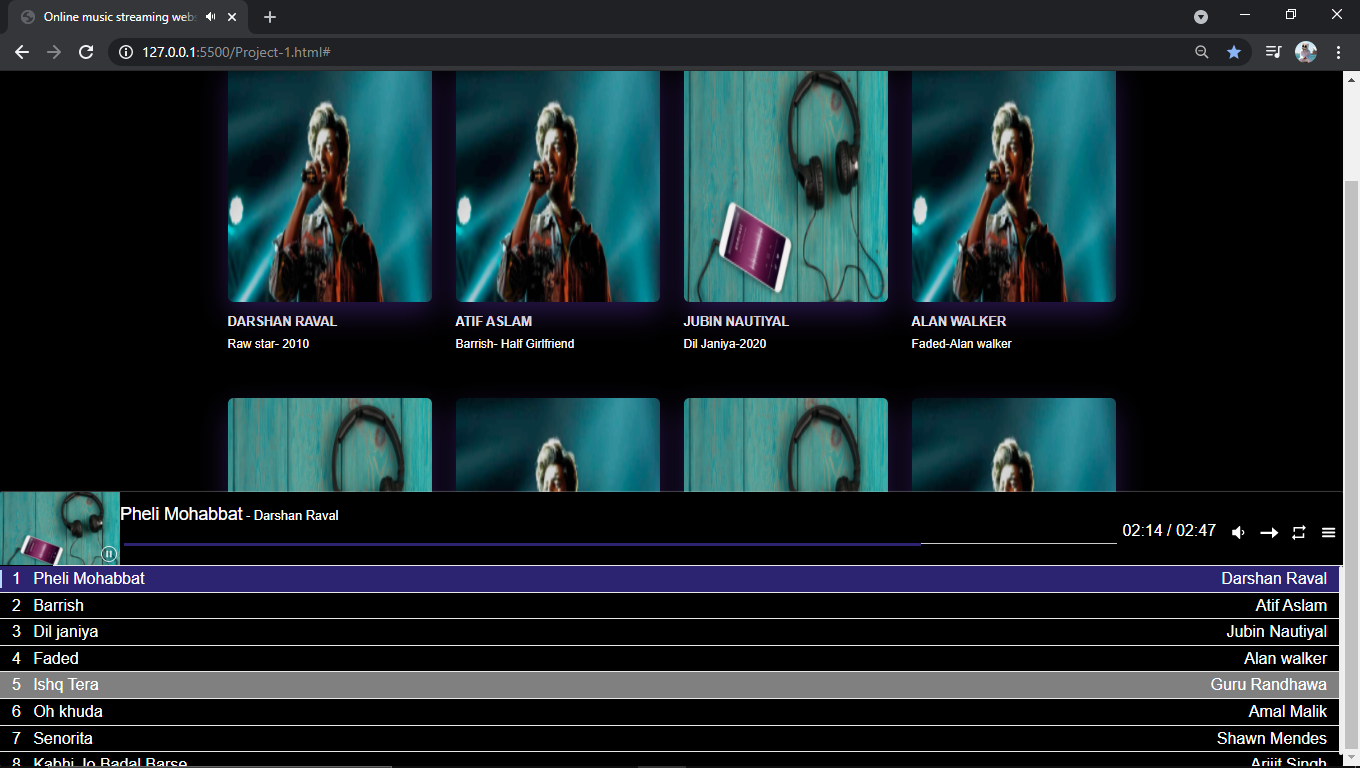 Online music streaming webs
127.0.0.1:5500/Project-1.html#
DARSHAN RAVAL
Raw star- 2010
ATIF ASLAM
Barrish- Half Girlfriend
JUBIN NAUTIYAL
Dil Janiya-2020
ALAN WALKER
Faded-Alan walker
Pheli Mohabbat - Darshan Raval
02:14 / 02:47
1 Pheli Mohabbat Darshan Raval
2 Barrish Atif Aslam
3 Dil janiya Jubin Nautiyal
4 Faded Alan walker
5 Ishq Tera Guru Randhawa
6 Oh khuda Amal Malik
7 Senorita Shawn Mendes
8 Kabhi Jo Badal Barse Arijit Singh